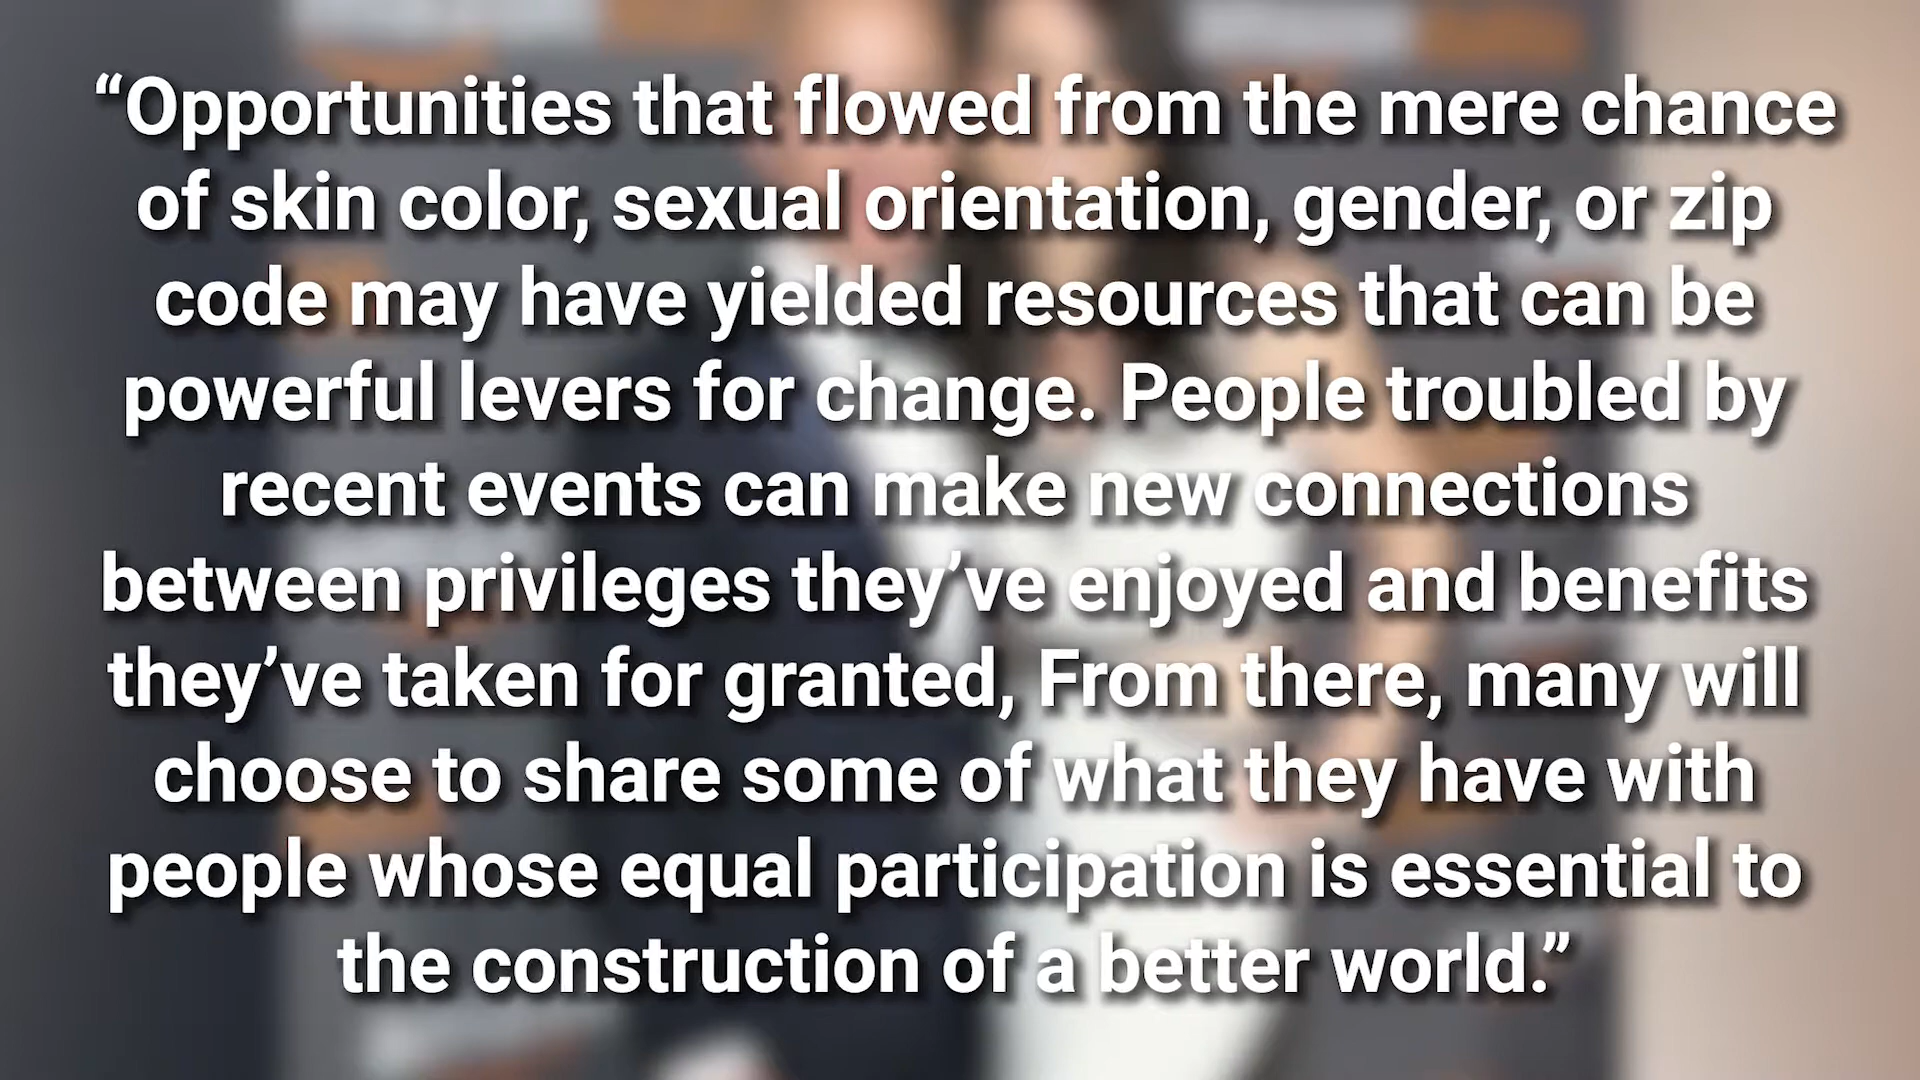 “Opportunities that flowed from the mere chance
of skin color, sexual orientation, gender, or zip
code may have yielded resources that can be
powerful levers for change. People troubled by
recent events can make new connections
between privileges they’ve enjoyed and benefits
they’ve taken for granted, From there, many will
choose to share some of what they have with
people whose equal participation is essential to
the construction of a better world.”